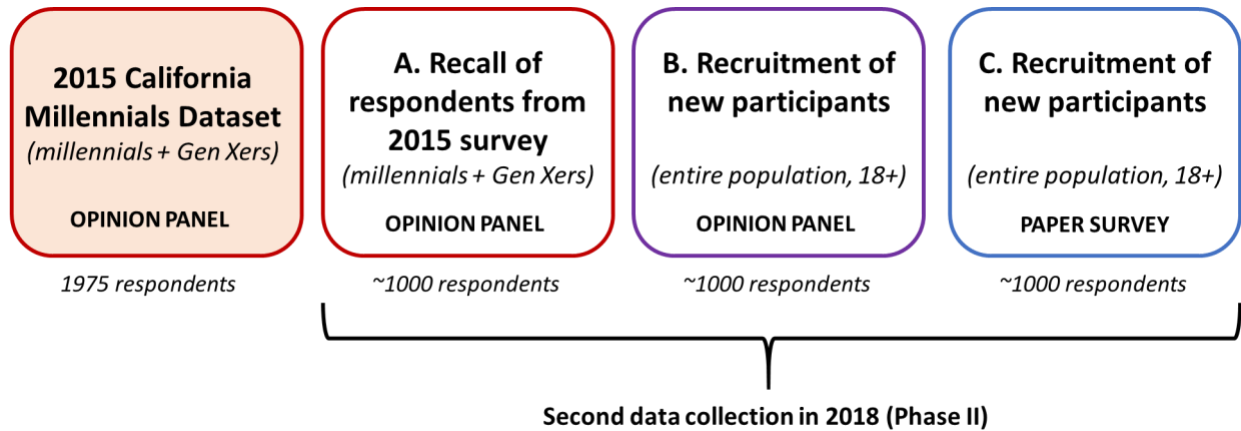 2015 California
Millennials Dataset
(millennials + Gen Xers)
OPINION PANEL
1975 respondents
A. Recall of
respondents from
2015 survey
(millennials + Gen Xers)
OPINION PANEL
~1000 respondents
B. Recruitment of
new participants
(entire population, 18+)
OPINION PANEL
~1000 respondents
C. Recruitment of
new participants
(entire population, 18+)
PAPER SURVEY
~1000 respondents
Second data collection in 2018 (Phase II)